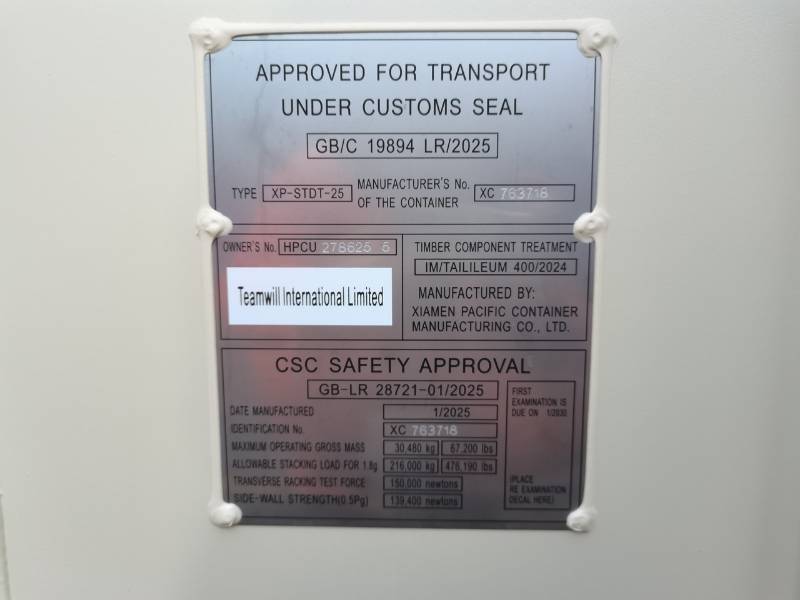 APPROVED FOR TRANSPORT
UNDER CUSTOMS SEAL
GB/C 19894 LR/2025
TYPE XP-STDT-25 MANUFACTURER'S No. OF THE CONTAINER XC 763718
OWNER'S No. HPCU 278625 5
Teamwill International Limited
TIMBER COMPONENT TREATMENT
IM/TAILILEUM 400/2024
MANUFACTURED BY:
XIAMEN PACIFIC CONTAINER
MANUFACTURING CO., LTD.
CSC SAFETY APPROVAL
GB-LR 28721-01/2025
DATE MANUFACTURED 1/2025
IDENTIFICATION No. XC 763718
MAXIMUM OPERATING GROSS MASS 30,480 kg 67,200 lbs
ALLOWABLE STACKING LOAD FOR 1.8g 216,000 kg 476,190 lbs
TRANSVERSE RACKING TEST FORCE 150,000 newtons
SIDE-WALL STRENGTH(0.5Pg) 139,400 newtons
FIRST
EXAMINATION IS
DUE ON 1/2030
(PLACE
RE EXAMINATION
DECAL HERE)